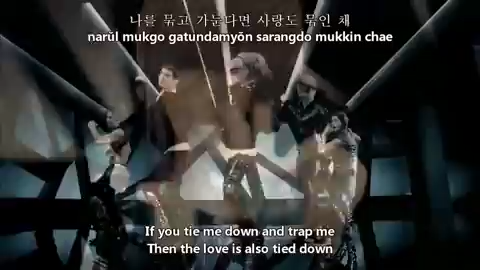 나를 묶고 가눈다면 사랑도 묶인 채
narŭl mukgo gatundamyŏn sarangdo mukkin chae
If you tie me down and trap me
Then the love is also tied down